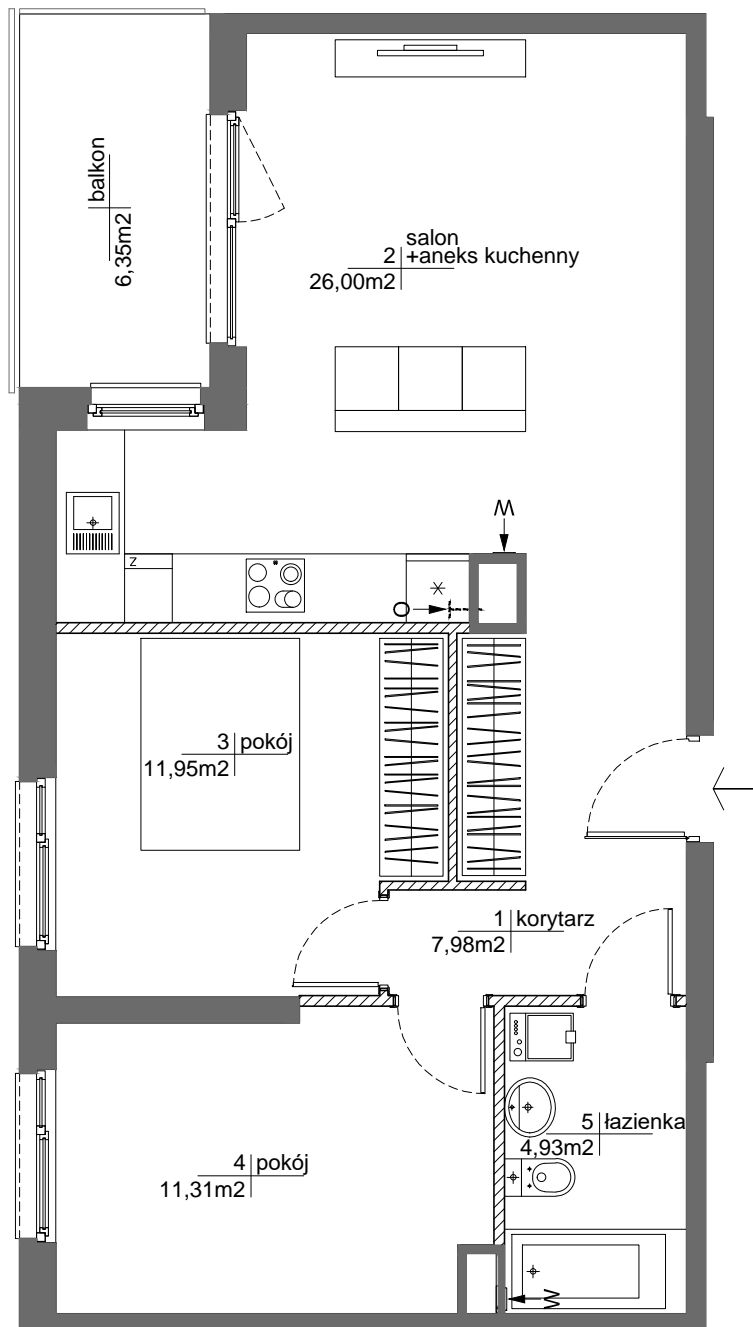 balkon
6,35m2
salon
2 +aneks kuchenny
26,00m2
W
Z
O
3 pokój
11,95m2
1 korytarz
7,98m2
5 łazienka
4,93m2
4 pokój
11,31m2
W